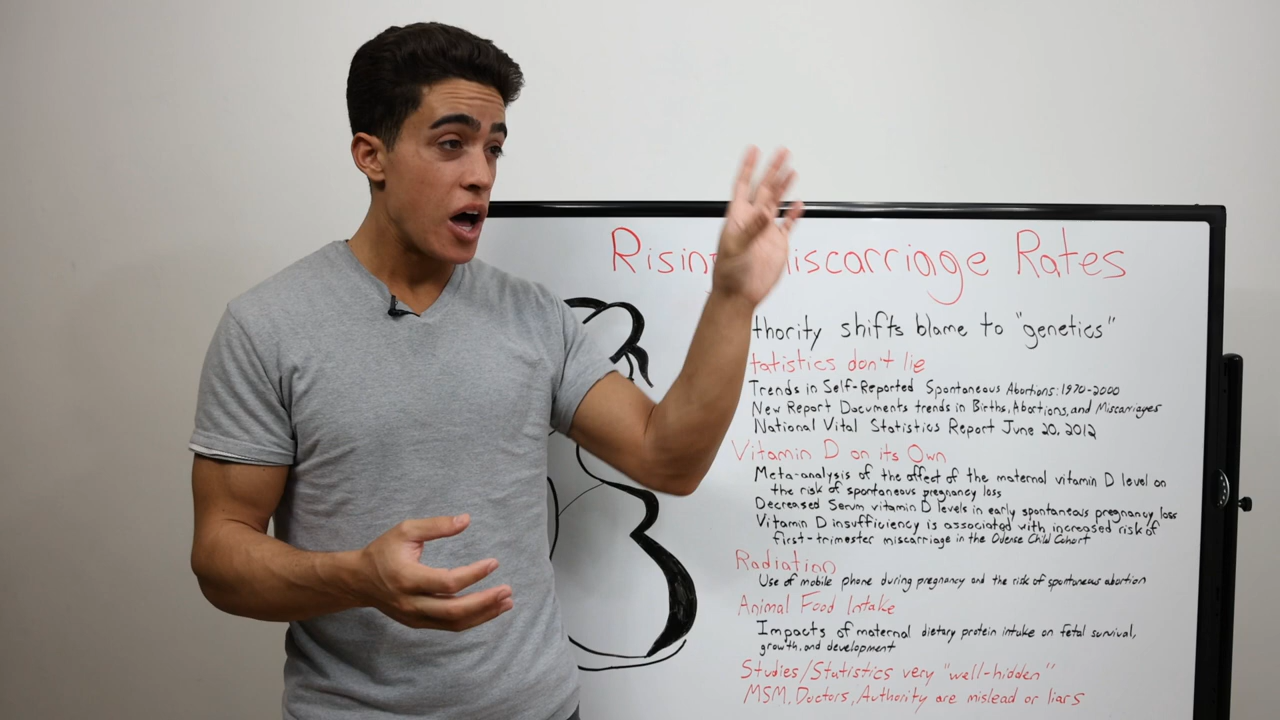 Rising Miscarriage Rates
thority shifts blame to "genetics"
tatistics don't lie
Trends in Self-Reported Spontaneous Abortions: 1970-2000
New Report Documents trends in Births, Abortions, and Miscarriages
National Vital Statistics Report June 20, 2012
Vitamin D on its Own
Meta-analysis of the affect of the maternal vitamin D level on
the risk of spontaneous pregnancy loss
Decreased Serum vitamin D levels in early spontaneous pregnancy loss
Vitamin D insufficiency is associated with increased risk of
first-trimester miscarriage in the Odense Child Cohort
Radiation
Use of mobile phone during pregnancy and the risk of spontaneous abortion
Animal Food Intake
Impacts of maternal dietary protein intake on fetal survival,
growth, and development
Studies/Statistics very "well-hidden"
MSM, Doctors, Authority are mislead or liars